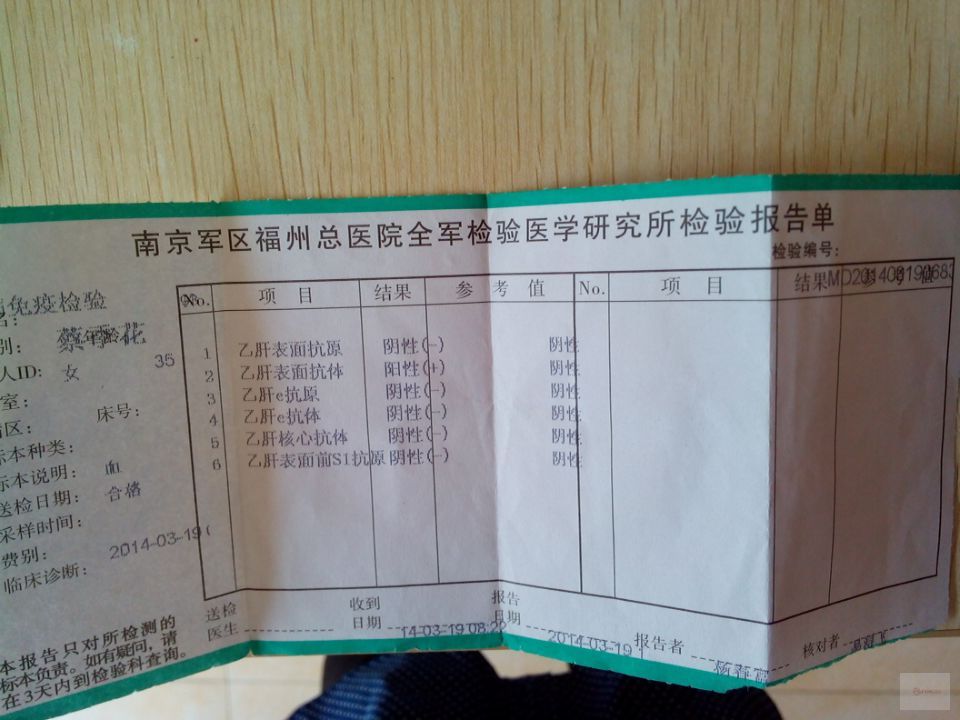 南京军区福州总医院全军检验医学研究所检验报告单
检验编号:
No. 项目 结果 参考值 No. 项目 结果 参考值
MD20140319
免疫检验
别:
人ID: 女 35
室:
床号:
区:
标本种类:
标本说明: 血
送检日期: 合格
采样时间:
费别: 2014-03-19
临床诊断:
1 乙肝表面抗原 阴性(-) 阴性
2 乙肝表面抗体 阳性(+) 阴性
3 乙肝e抗原 阴性(-) 阴性
4 乙肝e抗体 阴性(-) 阴性
5 乙肝核心抗体 阴性(-) 阴性
6 乙肝表面前S1抗原 阴性(-) 阴性
本报告只对所检测的
标本负责。如有疑问, 请
在3天内到检验科查询。
送检医生
收到日期 14-03-19 08:22
报告日期 2014-03-19
报告者
核对者